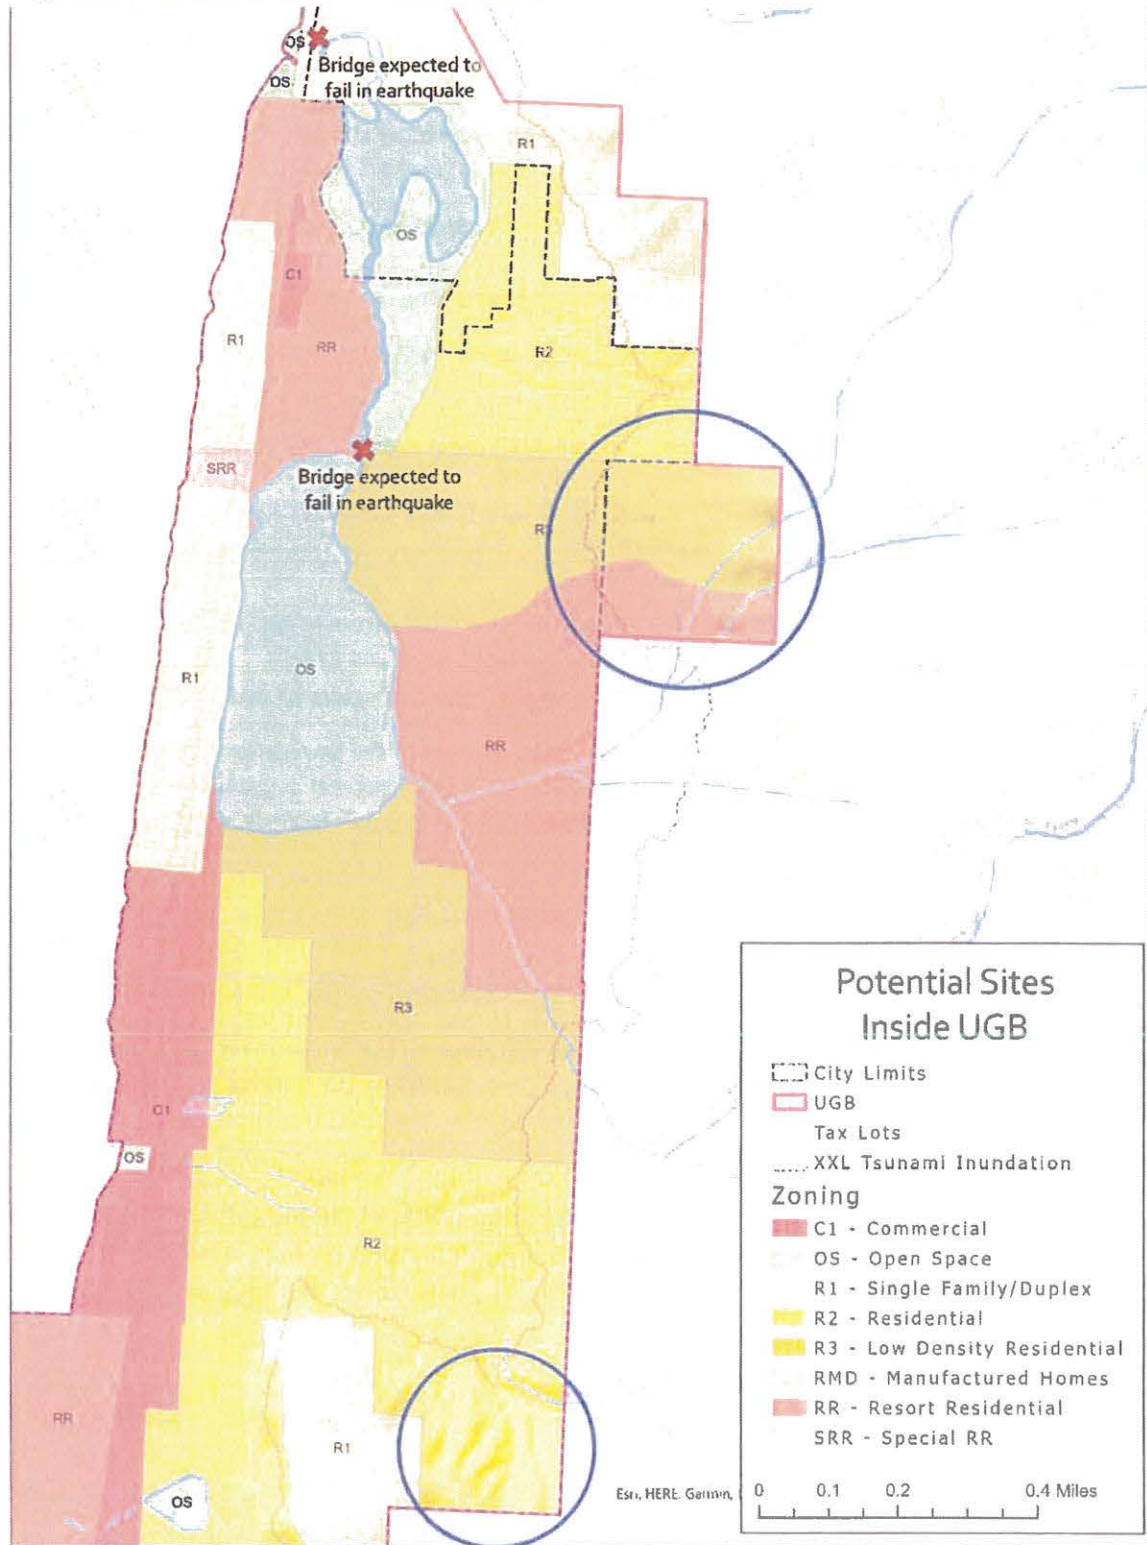 OS
Bridge expected to
fail in earthquake
OS
R1
OS
C1
R1
RR
R2
SRR
Bridge expected to
fail in earthquake
R3
R1
OS
RR
R3
C1
OS
R2
RR
R1
OS
Potential Sites
Inside UGB
City Limits
UGB
Tax Lots
XXL Tsunami Inundation
Zoning
C1 - Commercial
OS - Open Space
R1 - Single Family/Duplex
R2 - Residential
R3 - Low Density Residential
RMD - Manufactured Homes
RR - Resort Residential
SRR - Special RR
Esri, HERE, Garmin,
0 0.1 0.2 0.4 Miles